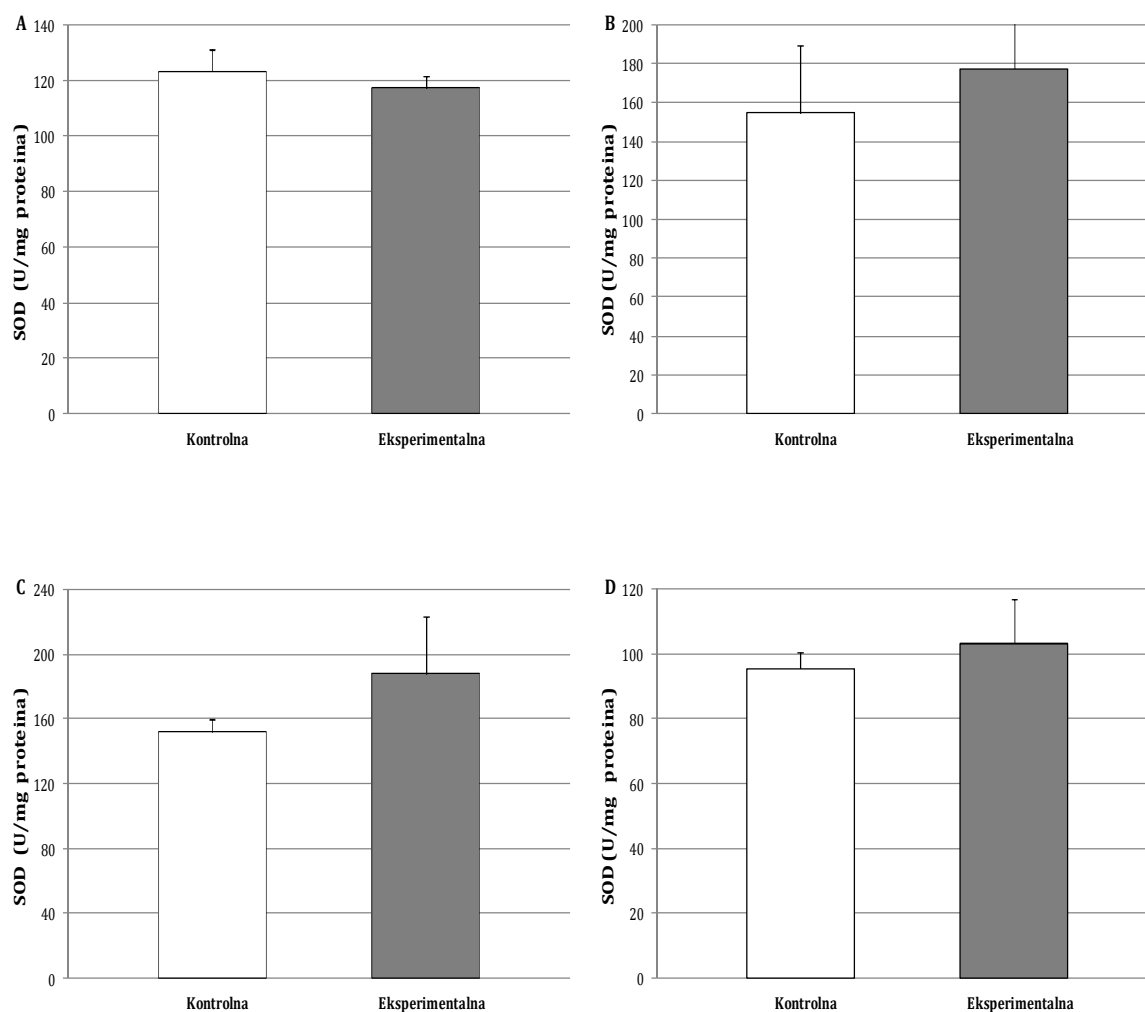 A
SOD (U/mg proteina)
140
120
100
80
60
40
20
0
Kontrolna Eksperimentalna
B
SOD (U/mg proteina)
200
180
160
140
120
100
80
60
40
20
0
Kontrolna Eksperimentalna
C
SOD (U/mg proteina)
240
200
160
120
80
40
0
Kontrolna Eksperimentalna
D
SOD (U/mg proteina)
120
100
80
60
40
20
0
Kontrolna Eksperimentalna